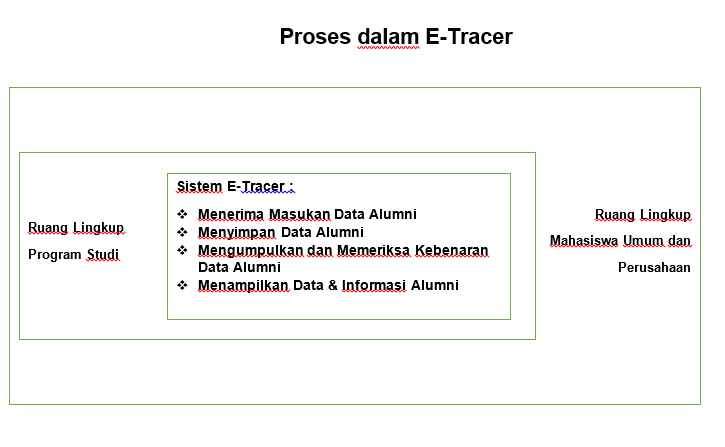 Proses dalam E-Tracer
Sistem E-Tracer :
❖ Menerima Masukan Data Alumni
❖ Menyimpan Data Alumni
❖ Mengumpulkan dan Memeriksa Kebenaran
Data Alumni
❖ Menampilkan Data & Informasi Alumni
Ruang Lingkup
Program Studi
Ruang Lingkup
Mahasiswa Umum dan
Perusahaan